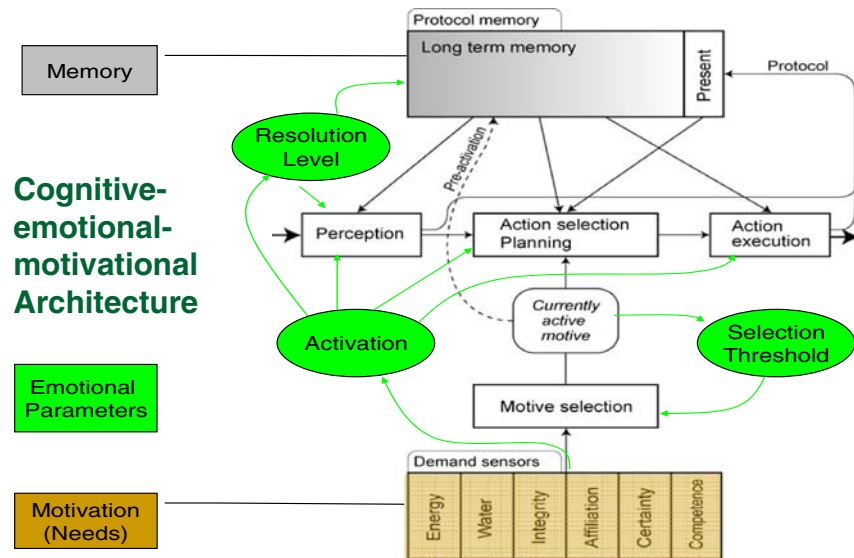 Protocol memory
Long term memory
Present
Memory
Protocol
Resolution
Level
Pre-activation
Cognitive-
emotional-
motivational
Architecture
Perception
Action selection
Planning
Action
execution
Currently
active
motive
Activation
Selection
Threshold
Emotional
Parameters
Motive selection
Demand sensors
Motivation
(Needs)
Energy
Water
Integrity
Affiliation
Certainty
Competence